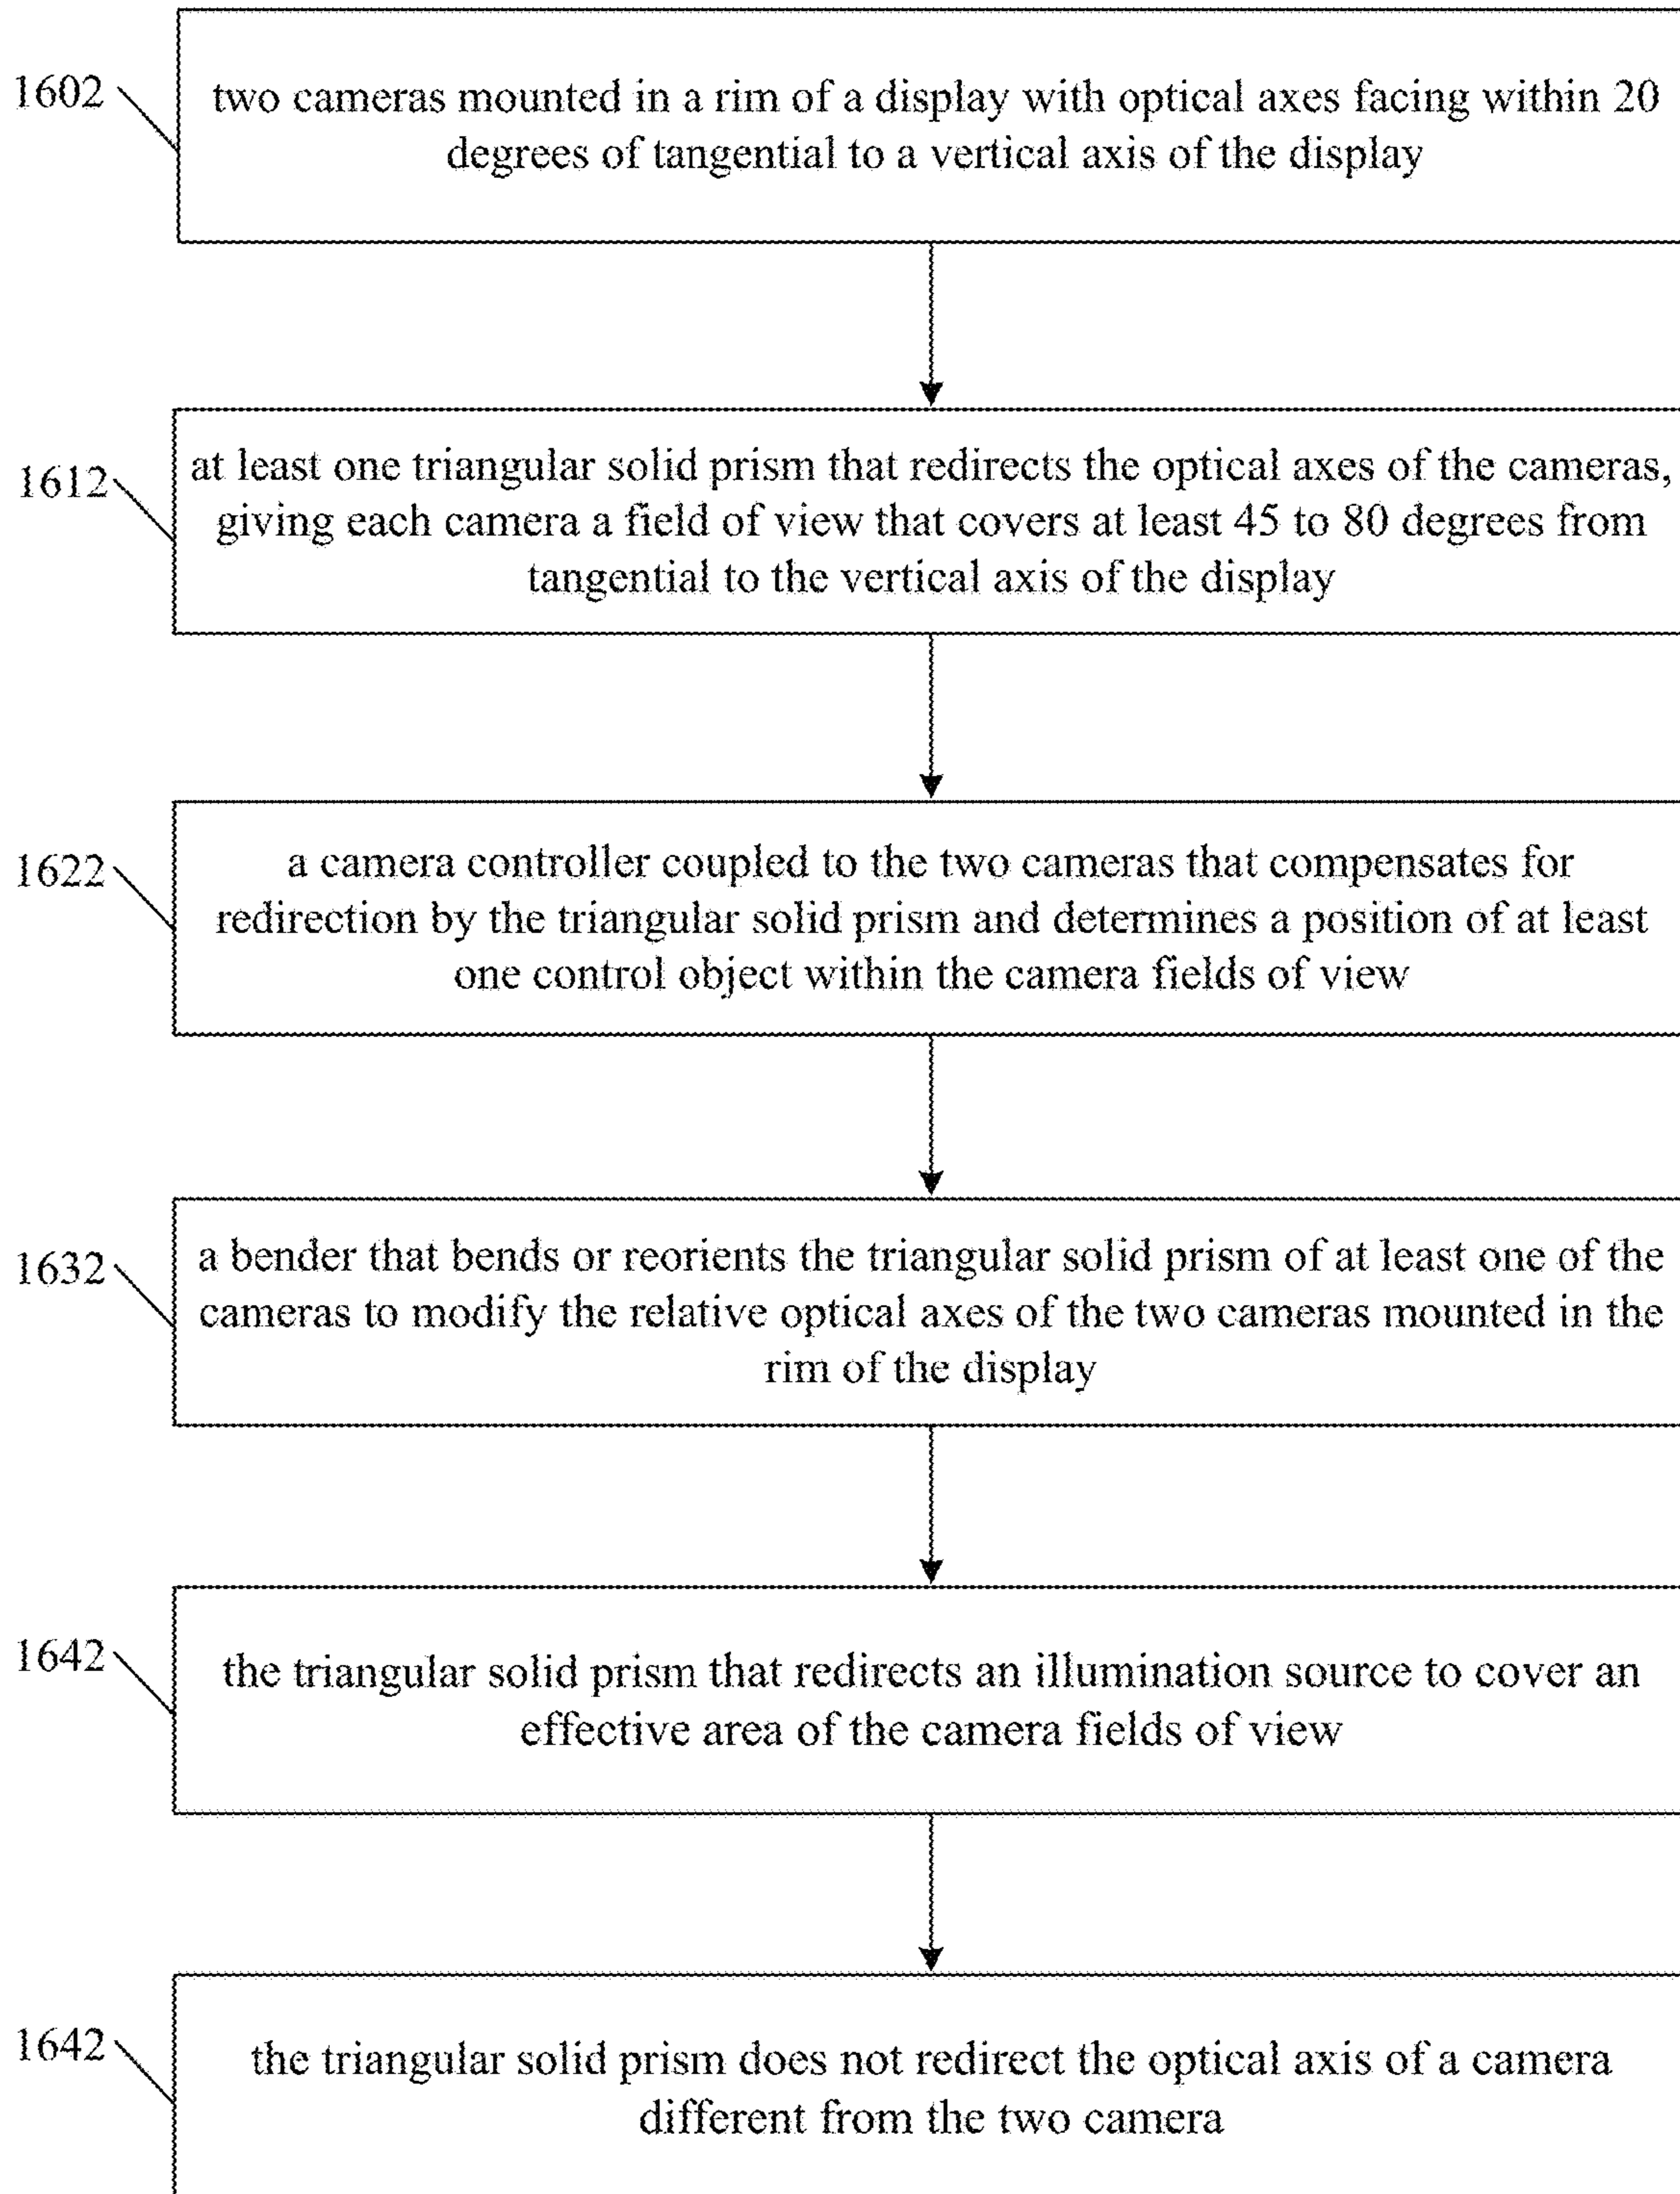 1602
two cameras mounted in a rim of a display with optical axes facing within 20
degrees of tangential to a vertical axis of the display
1612
at least one triangular solid prism that redirects the optical axes of the cameras,
giving each camera a field of view that covers at least 45 to 80 degrees from
tangential to the vertical axis of the display
1622
a camera controller coupled to the two cameras that compensates for
redirection by the triangular solid prism and determines a position of at least
one control object within the camera fields of view
1632
a bender that bends or reorients the triangular solid prism of at least one of the
cameras to modify the relative optical axes of the two cameras mounted in the
rim of the display
1642
the triangular solid prism that redirects an illumination source to cover an
effective area of the camera fields of view
1642
the triangular solid prism does not redirect the optical axis of a camera
different from the two camera